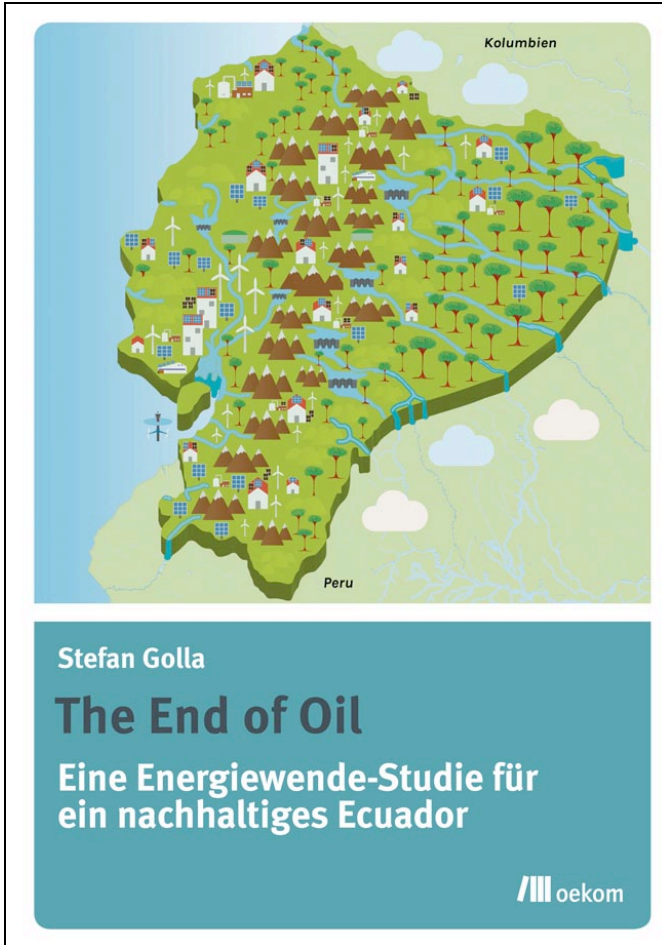 Kolumbien
Peru
Stefan Golla
The End of Oil
Eine Energiewende-Studie für
ein nachhaltiges Ecuador
oekom